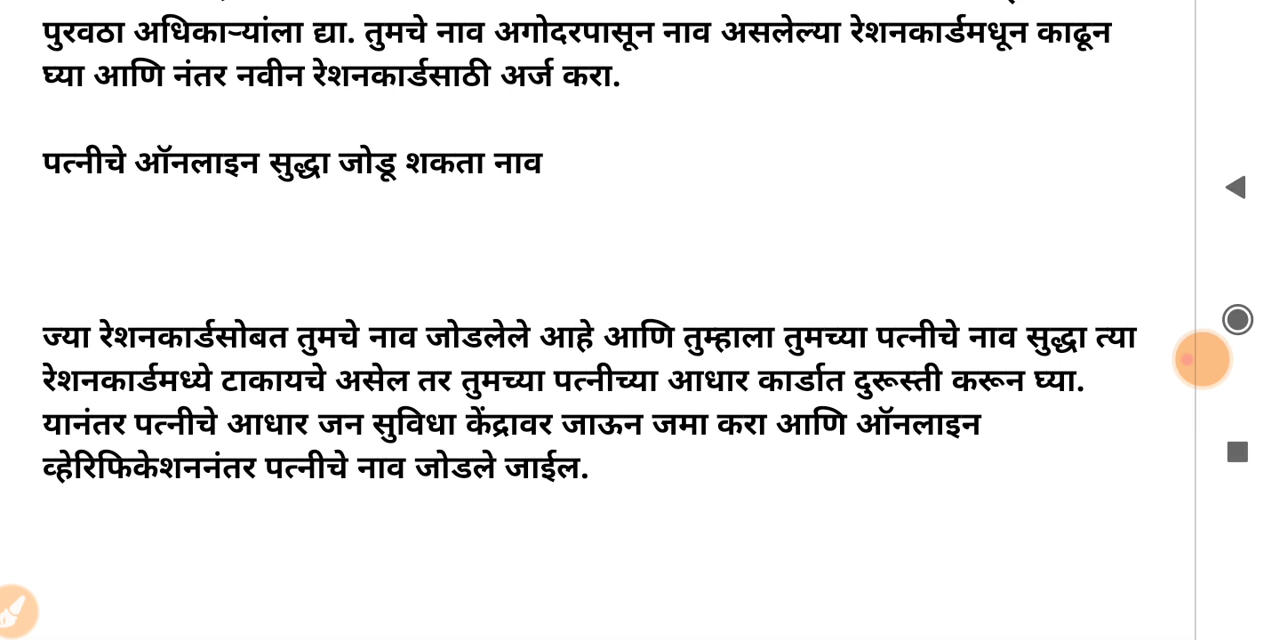 पुरवठा अधिकाऱ्यांला द्या. तुमचे नाव अगोदरपासून नाव असलेल्या रेशनकार्डमधून काढून
घ्या आणि नंतर नवीन रेशनकार्डसाठी अर्ज करा.
पत्नीचे ऑनलाइन सुद्धा जोडू शकता नाव
ज्या रेशनकार्डसोबत तुमचे नाव जोडलेले आहे आणि तुम्हाला तुमच्या पत्नीचे नाव सुद्धा त्या
रेशनकार्डमध्ये टाकायचे असेल तर तुमच्या पत्नीच्या आधार कार्डात दुरूस्ती करून घ्या.
यानंतर पत्नीचे आधार जन सुविधा केंद्रावर जाऊन जमा करा आणि ऑनलाइन
व्हेरिफिकेशननंतर पत्नीचे नाव जोडले जाईल.